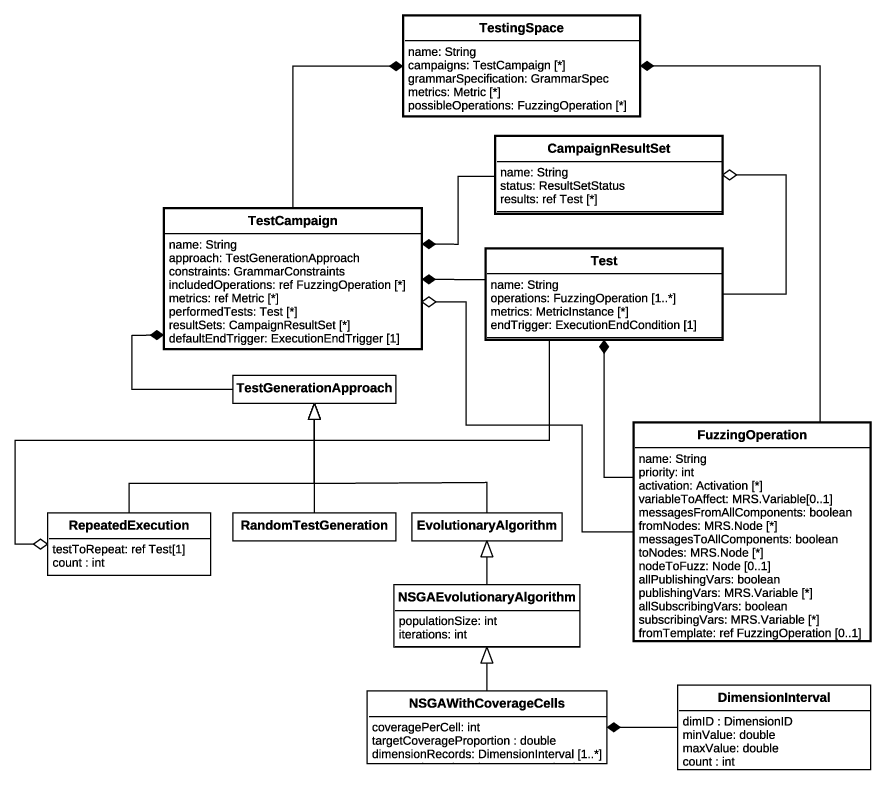 TestingSpace
name: String
campaigns: TestCampaign [*]
grammarSpecification: GrammarSpec
metrics: Metric [*]
possibleOperations: FuzzingOperation [*]
CampaignResultSet
name: String
status: ResultSetStatus
results: ref Test [*]
TestCampaign
name: String
approach: TestGenerationApproach
constraints: GrammarConstraints
includedOperations: ref FuzzingOperation [*]
metrics: ref Metric [*]
performedTests: Test [*]
resultSets: CampaignResultSet [*]
defaultEndTrigger: ExecutionEndTrigger [1]
Test
name: String
operations: FuzzingOperation [1..*]
metrics: MetricInstance [*]
endTrigger: ExecutionEndCondition [1]
TestGenerationApproach
FuzzingOperation
name: String
priority: int
activation: Activation [*]
variableToAffect: MRS.Variable[0..1]
messagesFromAllComponents: boolean
fromNodes: MRS.Node [*]
messagesToAllComponents: boolean
toNodes: MRS.Node [*]
nodeToFuzz: Node [0..1]
allPublishingVars: boolean
publishingVars: MRS.Variable [*]
allSubscribingVars: boolean
subscribingVars: MRS.Variable [*]
fromTemplate: ref FuzzingOperation [0..1]
RepeatedExecution
testToRepeat: ref Test[1]
count : int
RandomTestGeneration
EvolutionaryAlgorithm
NSGAEvolutionaryAlgorithm
populationSize: int
iterations: int
NSGAWithCoverageCells
coveragePerCell: int
targetCoverageProportion : double
dimensionRecords: DimensionInterval [1..*]
DimensionInterval
dimID : DimensionID
minValue: double
maxValue: double
count : int